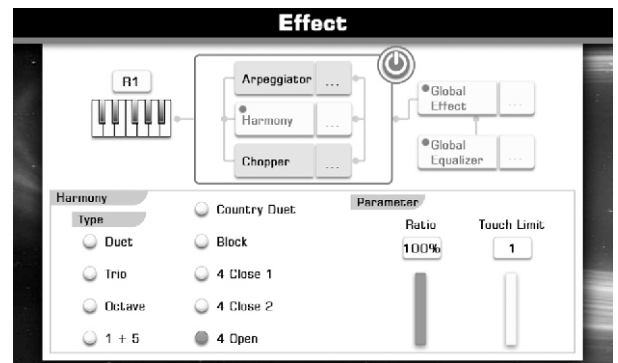 Effect
R1
Arpeggiator ...
Harmony ...
Chopper ...
Global
Effect ...
Global
Equalizer ...
Harmony
Type
Duet
Trio
Octave
1 + 5
Country Duet
Block
4 Close 1
4 Close 2
4 Open
Parameter
Ratio
100%
Touch Limit
1